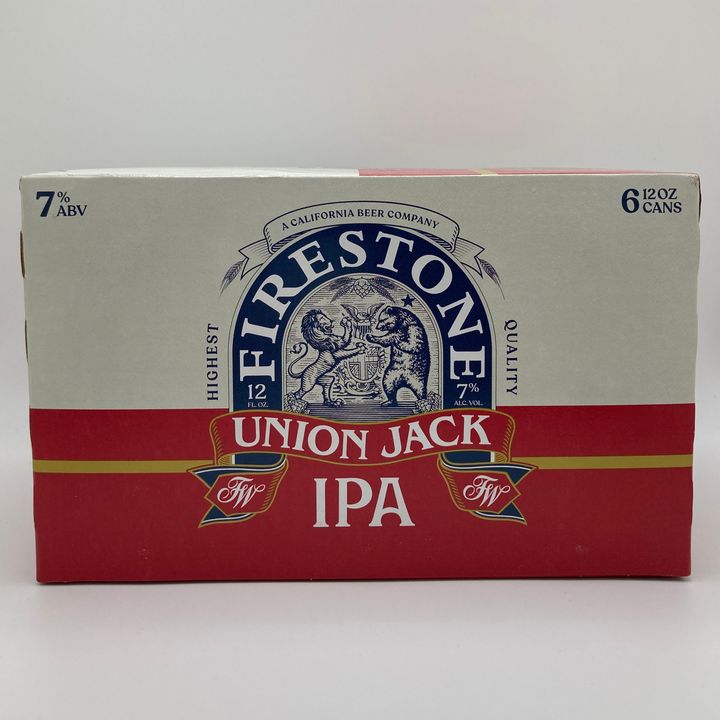 7% ABV
6 12 OZ CANS
A CALIFORNIA BEER COMPANY
FIRESTONE
HIGHEST
QUALITY
12 FL. OZ.
7% ALC. VOL.
UNION JACK
FW
FW
IPA